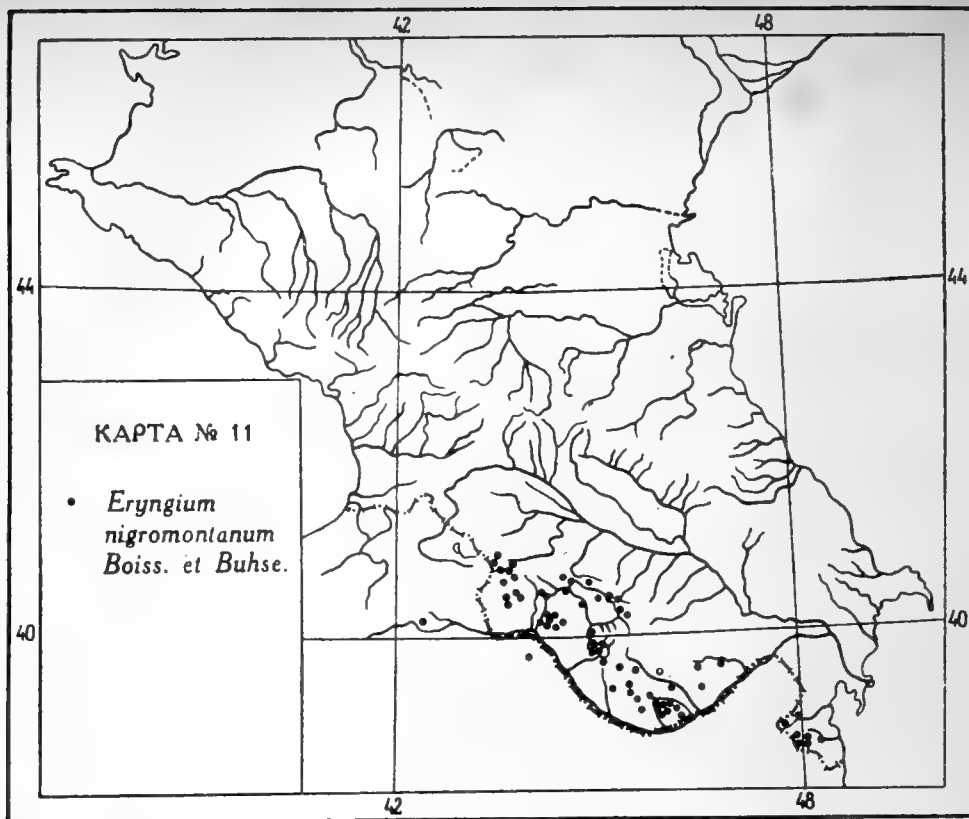 42 48
44 44
КАРТА № 11
• Eryngium
nigromontanum
Boiss. et Buhse.
40 40
42 48